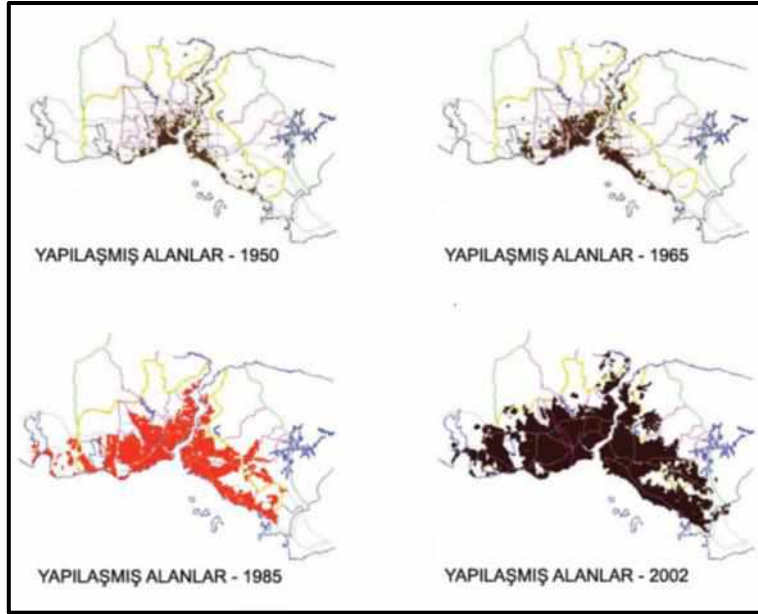 YAPILAŞMIŞ ALANLAR - 1950
YAPILAŞMIŞ ALANLAR - 1965
YAPILAŞMIŞ ALANLAR - 1985
YAPILAŞMIŞ ALANLAR - 2002